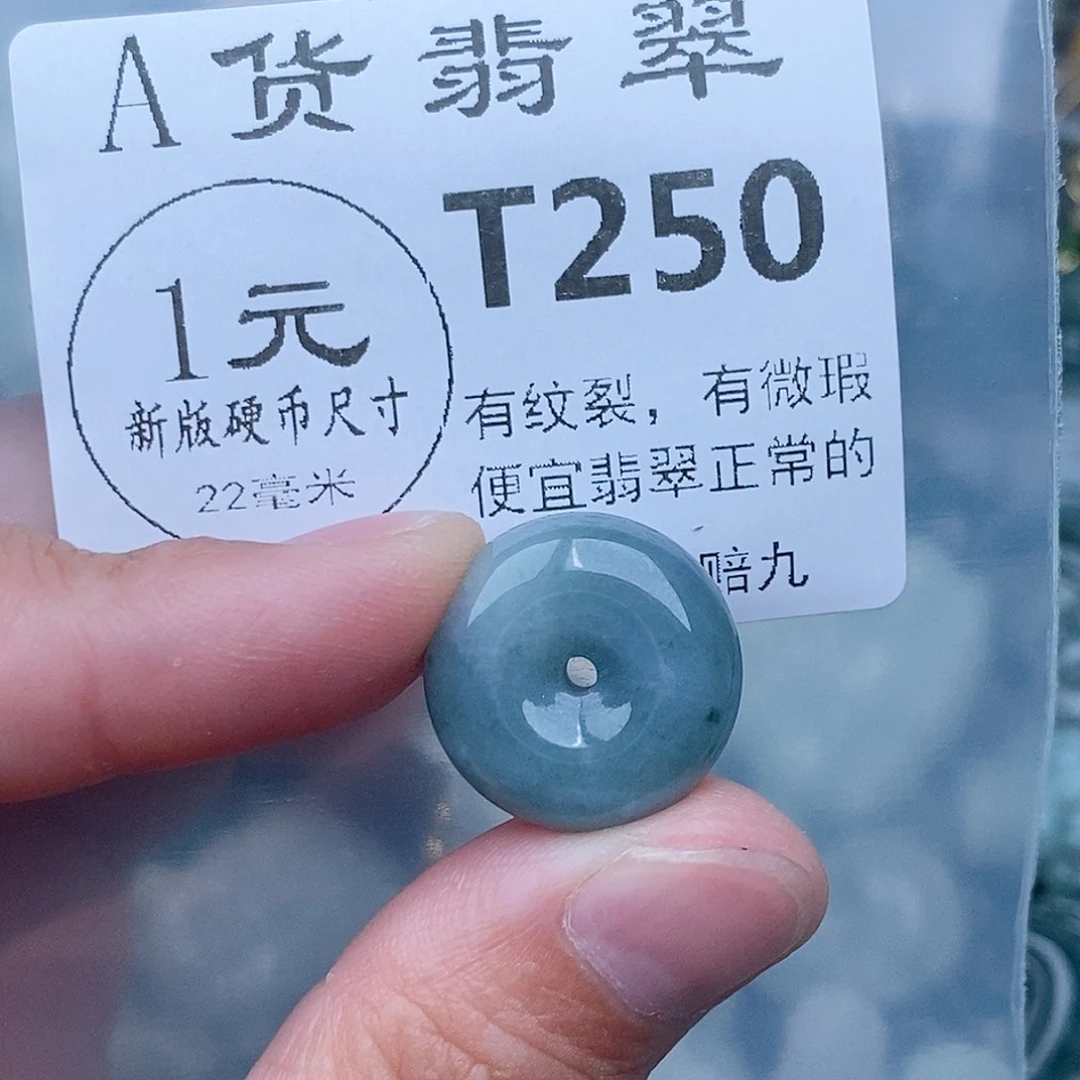 A货翡翠
T250
1元
新版硬币尺寸
22毫米
有纹裂，有微瑕
便宜翡翠正常的
赔九